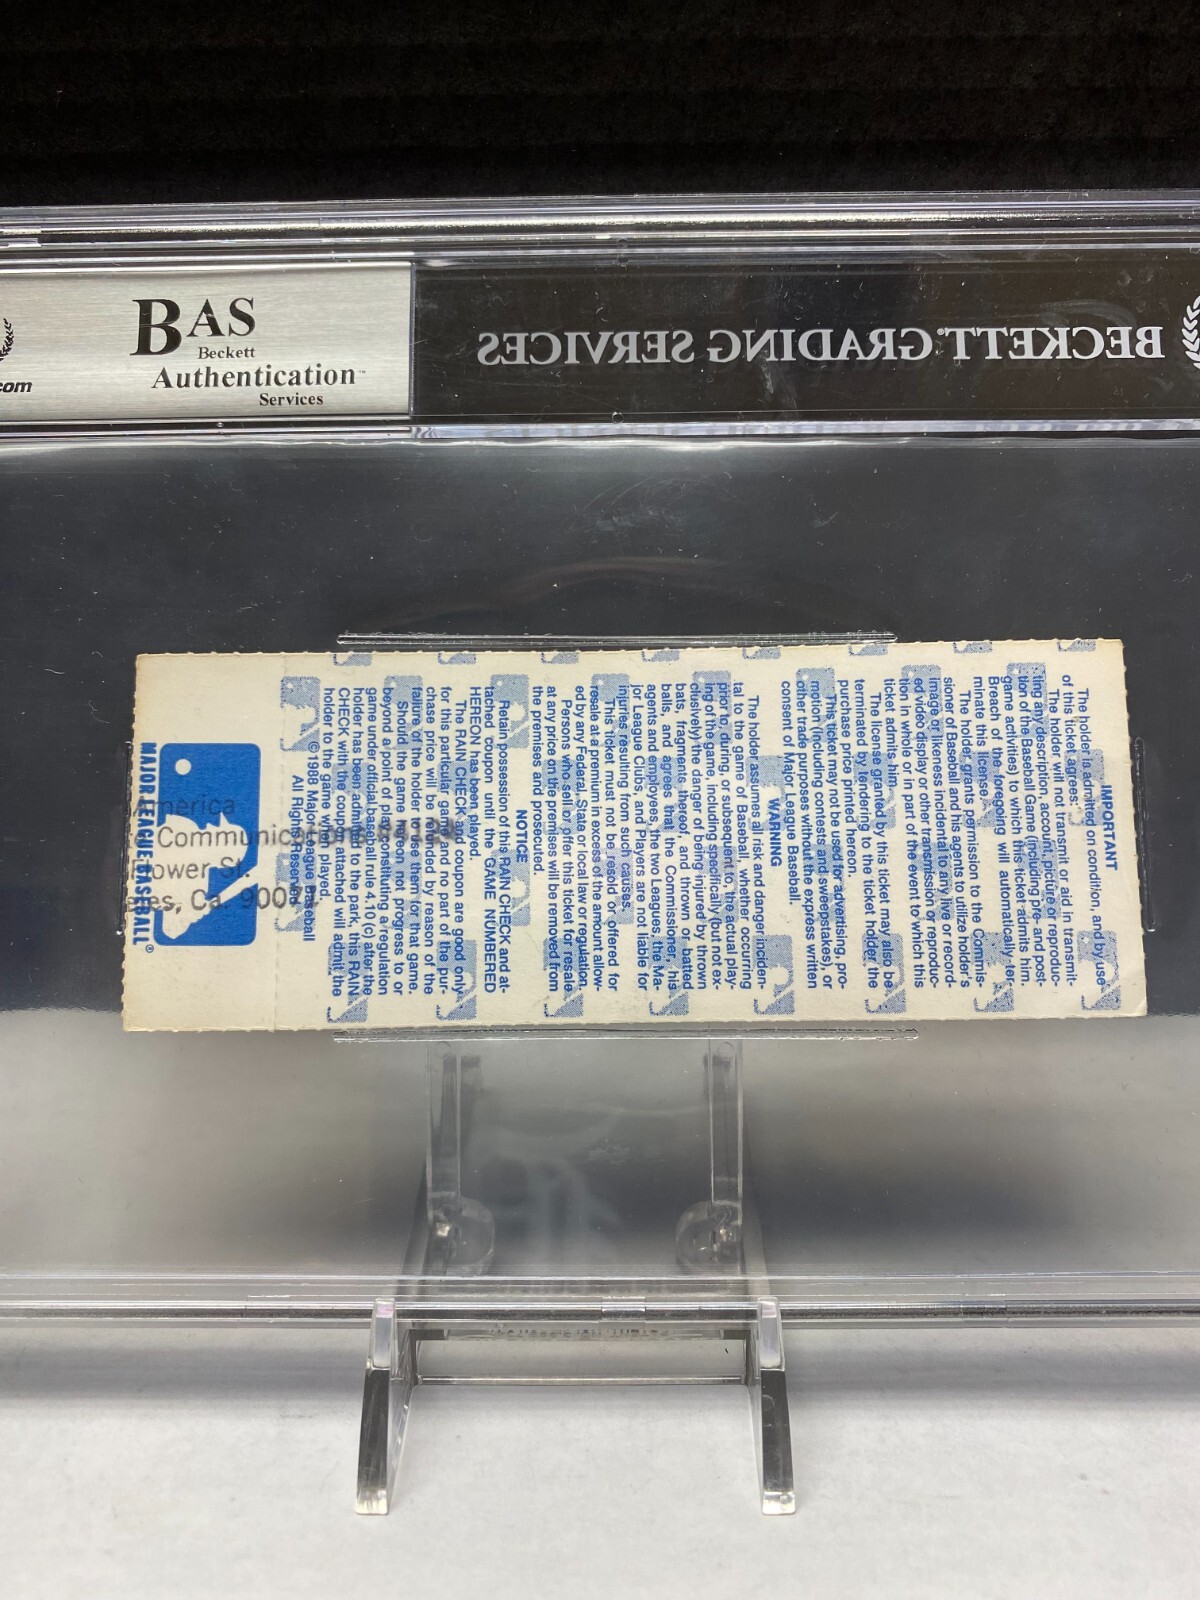 BAS
Beckett
Authentication
Services
.com
BECKETT GRADING SERVICES
IMPORTANT
The holder is admitted on condition, and by use
of this ticket agrees:
The holder will not transmit or aid in transmit-
ting any description, account, picture or reproduc-
tion of the Baseball Game (including pre- and post-
game activities) to which this ticket admits him.
Breach of the foregoing will automatically ter-
minate this license.
The holder grants permission to the Commis-
sioner of Baseball and his agents to utilize holder's
image or likeness incidental to any live or record-
ed video display or other transmission or reproduc-
tion in whole or in part of the event to which this
ticket admits him.
The license granted by this ticket may also be
terminated by tendering to the ticket holder, the
purchase price printed hereon.
This ticket may not be used for advertising, pro-
motion (including contests and sweepstakes), or
other trade purposes without the express written
consent of Major League Baseball.
WARNING
The holder assumes all risk and danger inciden-
tal to the game of Baseball, whether occurring
prior to, during, or subsequent to, the actual play-
ing of the game, including specifically (but not ex-
clusively) the danger of being injured by thrown
bats, fragments thereof, and thrown or batted
balls, and agrees that the Commissioner, his
agents and employees, the two Leagues, the Ma-
jor League Clubs, and Players are not liable for
injuries resulting from such causes.
This ticket must not be resold or offered for
resale at a premium in excess of the amount allow-
ed by any Federal, State or local law or regulation.
Persons who sell or offer this ticket for resale
at any price on the premises will be removed from
the premises and prosecuted.
NOTICE
Retain possession of the RAIN CHECK and at-
tached coupon until the GAME NUMBERED
HEREON has been played.
The RAIN CHECK and coupon are good only
for this particular game and no part of the pur-
chase price will be refunded by reason of the
failure of the holder to use them for that game.
Should the game hereon not progress to or
beyond a point of play constituting a regulation
game under official baseball rule 4.10 (c) after the
holder has been admitted to the park, this RAIN
CHECK with the coupon attached will admit the
holder to the game when played.
© 1988 Major League Baseball
All Rights Reserved
MAJOR LEAGUE BASEBALL®
America
Communications
Flower St.
Ca. 90071